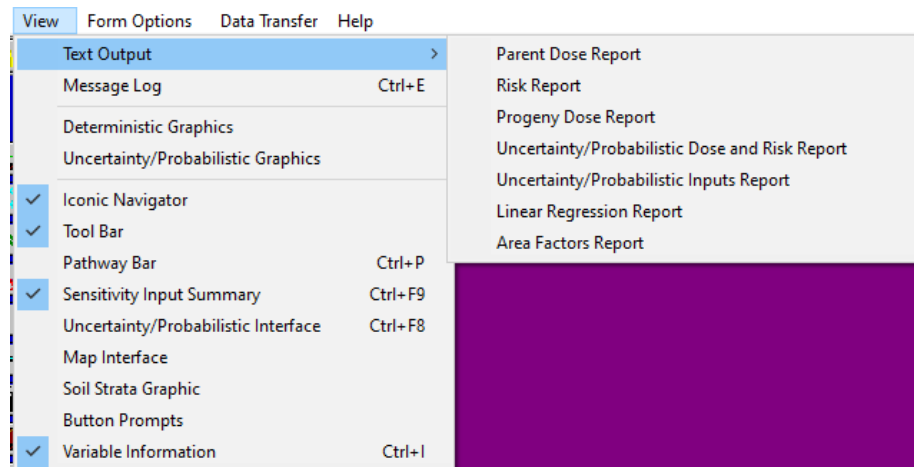 View Form Options Data Transfer Help
Text Output >
Message Log Ctrl+E
Deterministic Graphics
Uncertainty/Probabilistic Graphics
Iconic Navigator
Tool Bar
Pathway Bar Ctrl+P
Sensitivity Input Summary Ctrl+F9
Uncertainty/Probabilistic Interface Ctrl+F8
Map Interface
Soil Strata Graphic
Button Prompts
Variable Information Ctrl+I
Parent Dose Report
Risk Report
Progeny Dose Report
Uncertainty/Probabilistic Dose and Risk Report
Uncertainty/Probabilistic Inputs Report
Linear Regression Report
Area Factors Report